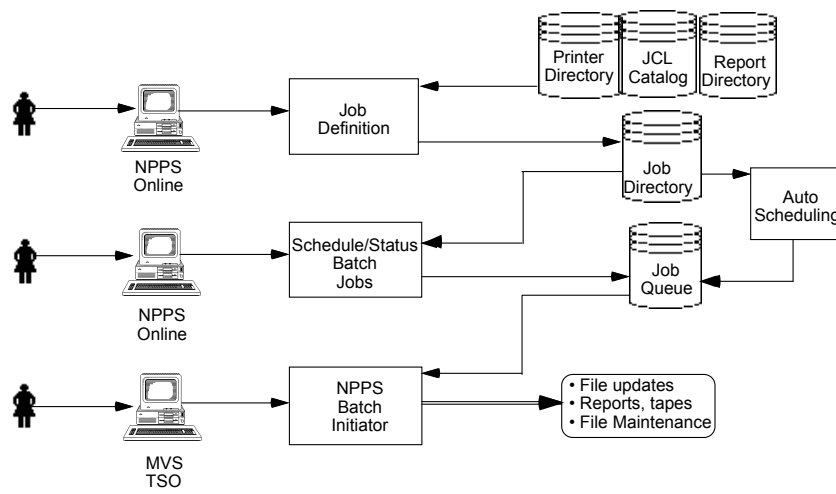 Printer
Directory
JCL
Catalog
Report
Directory
Job
Definition
NPPS
Online
Job
Directory
Auto
Scheduling
Schedule/Status
Batch
Jobs
Job
Queue
NPPS
Online
NPPS
Batch
Initiator
• File updates
• Reports, tapes
• File Maintenance
MVS
TSO